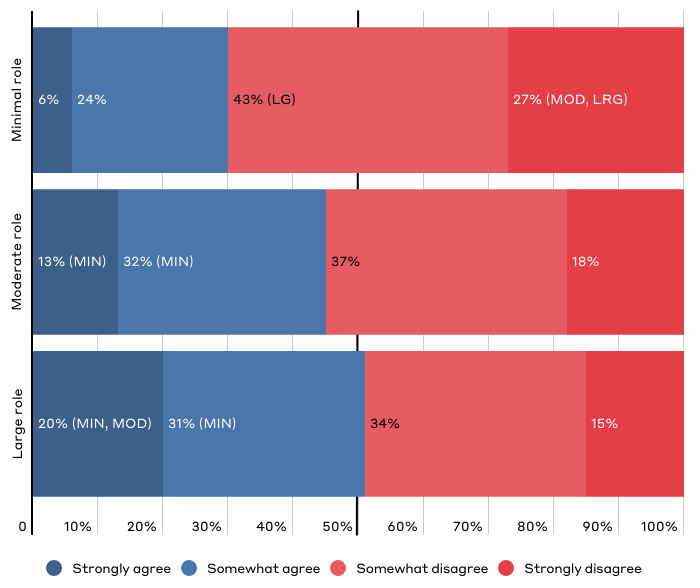 Minimal role
6%
24%
43% (LG)
27% (MOD, LRG)
Moderate role
13% (MIN)
32% (MIN)
37%
18%
Large role
20% (MIN, MOD)
31% (MIN)
34%
15%
0 10% 20% 30% 40% 50% 60% 70% 80% 90% 100%
Strongly agree Somewhat agree Somewhat disagree Strongly disagree